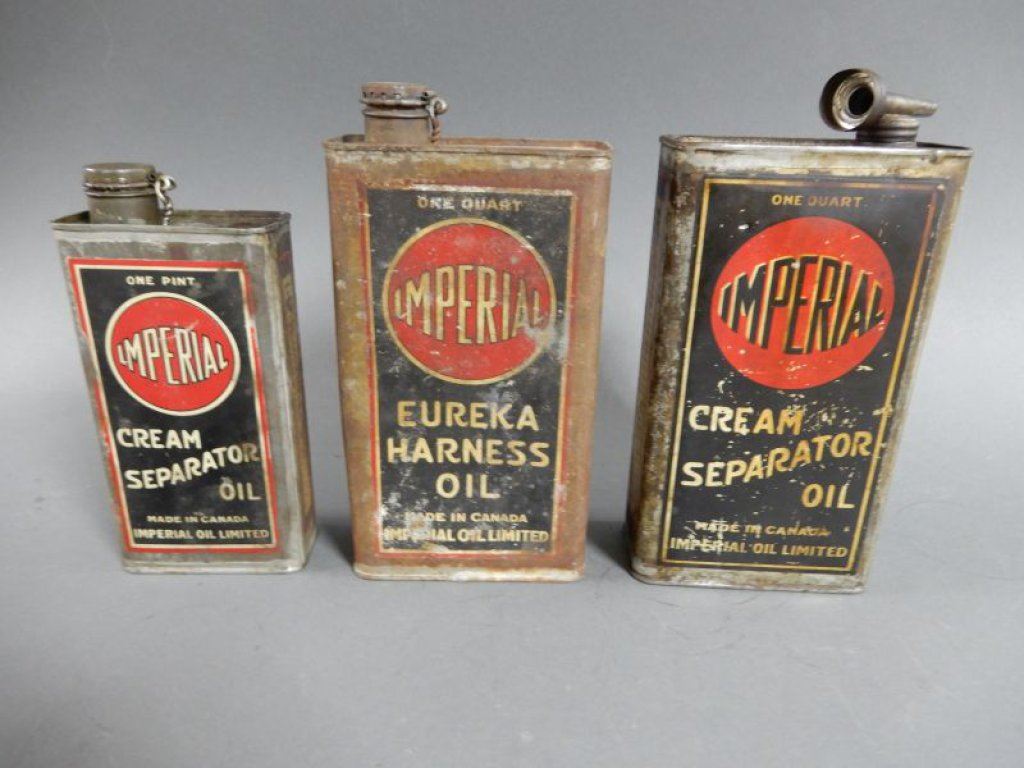 ONE PINT
IMPERIAL
CREAM
SEPARATOR
OIL
MADE IN CANADA
IMPERIAL OIL LIMITED
ONE QUART
IMPERIAL
EUREKA
HARNESS
OIL
MADE IN CANADA
IMPERIAL OIL LIMITED
ONE QUART
IMPERIAL
CREAM
SEPARATOR
OIL
MADE IN CANADA
IMPERIAL OIL LIMITED